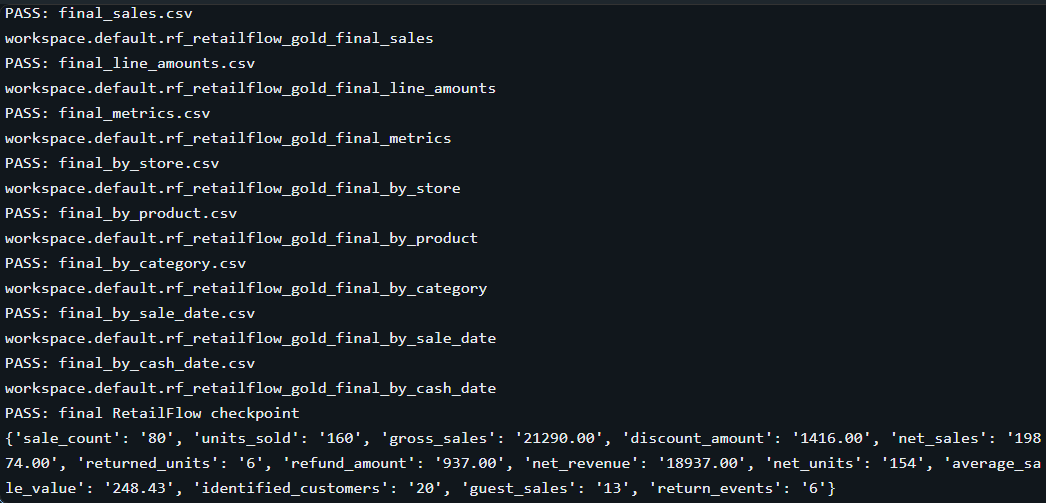 PASS: final_sales.csv
workspace.default.rf_retailflow_gold_final_sales
PASS: final_line_amounts.csv
workspace.default.rf_retailflow_gold_final_line_amounts
PASS: final_metrics.csv
workspace.default.rf_retailflow_gold_final_metrics
PASS: final_by_store.csv
workspace.default.rf_retailflow_gold_final_by_store
PASS: final_by_product.csv
workspace.default.rf_retailflow_gold_final_by_product
PASS: final_by_category.csv
workspace.default.rf_retailflow_gold_final_by_category
PASS: final_by_sale_date.csv
workspace.default.rf_retailflow_gold_final_by_sale_date
PASS: final_by_cash_date.csv
workspace.default.rf_retailflow_gold_final_by_cash_date
PASS: final RetailFlow checkpoint
{'sale_count': '80', 'units_sold': '160', 'gross_sales': '21290.00', 'discount_amount': '1416.00', 'net_sales': '198
74.00', 'returned_units': '6', 'refund_amount': '937.00', 'net_revenue': '18937.00', 'net_units': '154', 'average_sa
le_value': '248.43', 'identified_customers': '20', 'guest_sales': '13', 'return_events': '6'}